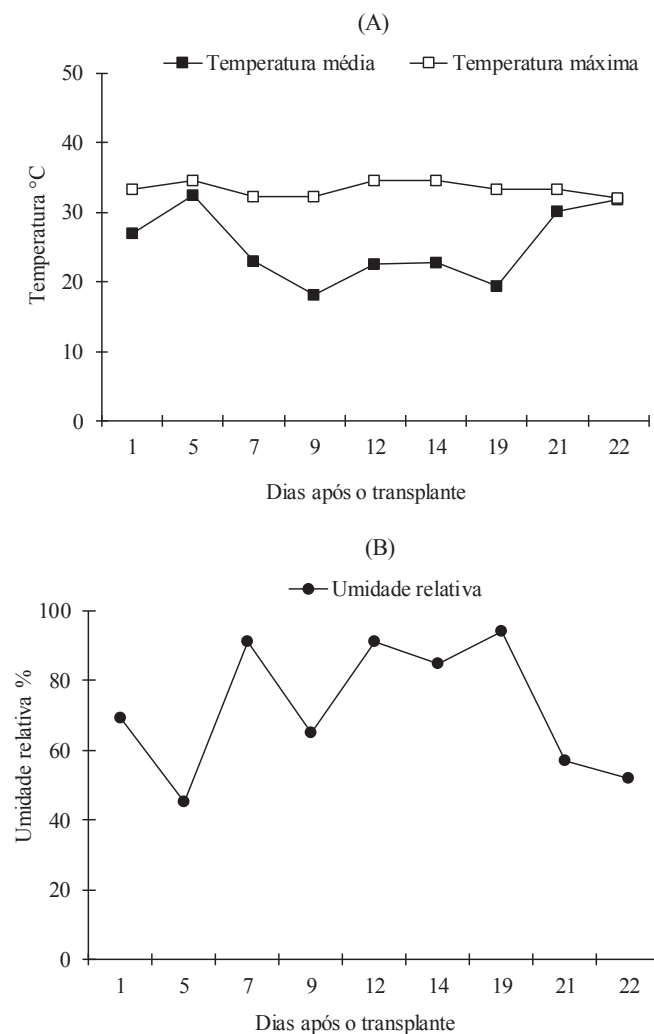 (A)
Temperatura média Temperatura máxima
50
40
30
20
10
0
Temperatura °C
1 5 7 9 12 14 19 21 22
Dias após o transplante
(B)
Umidade relativa
100
80
60
40
20
0
Umidade relativa %
1 5 7 9 12 14 19 21 22
Dias após o transplante